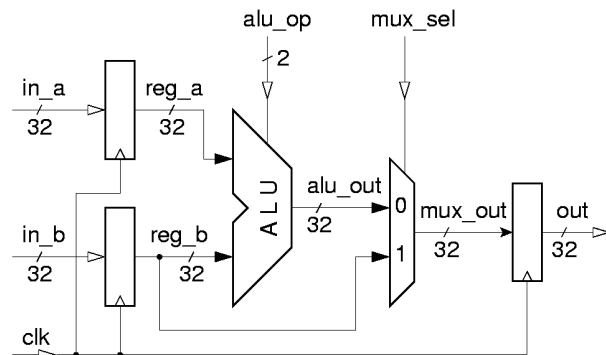 alu_op
mux_sel
2
in_a
32
reg_a
32
ALU
alu_out
32
0
1
mux_out
32
out
32
in_b
32
reg_b
32
clk